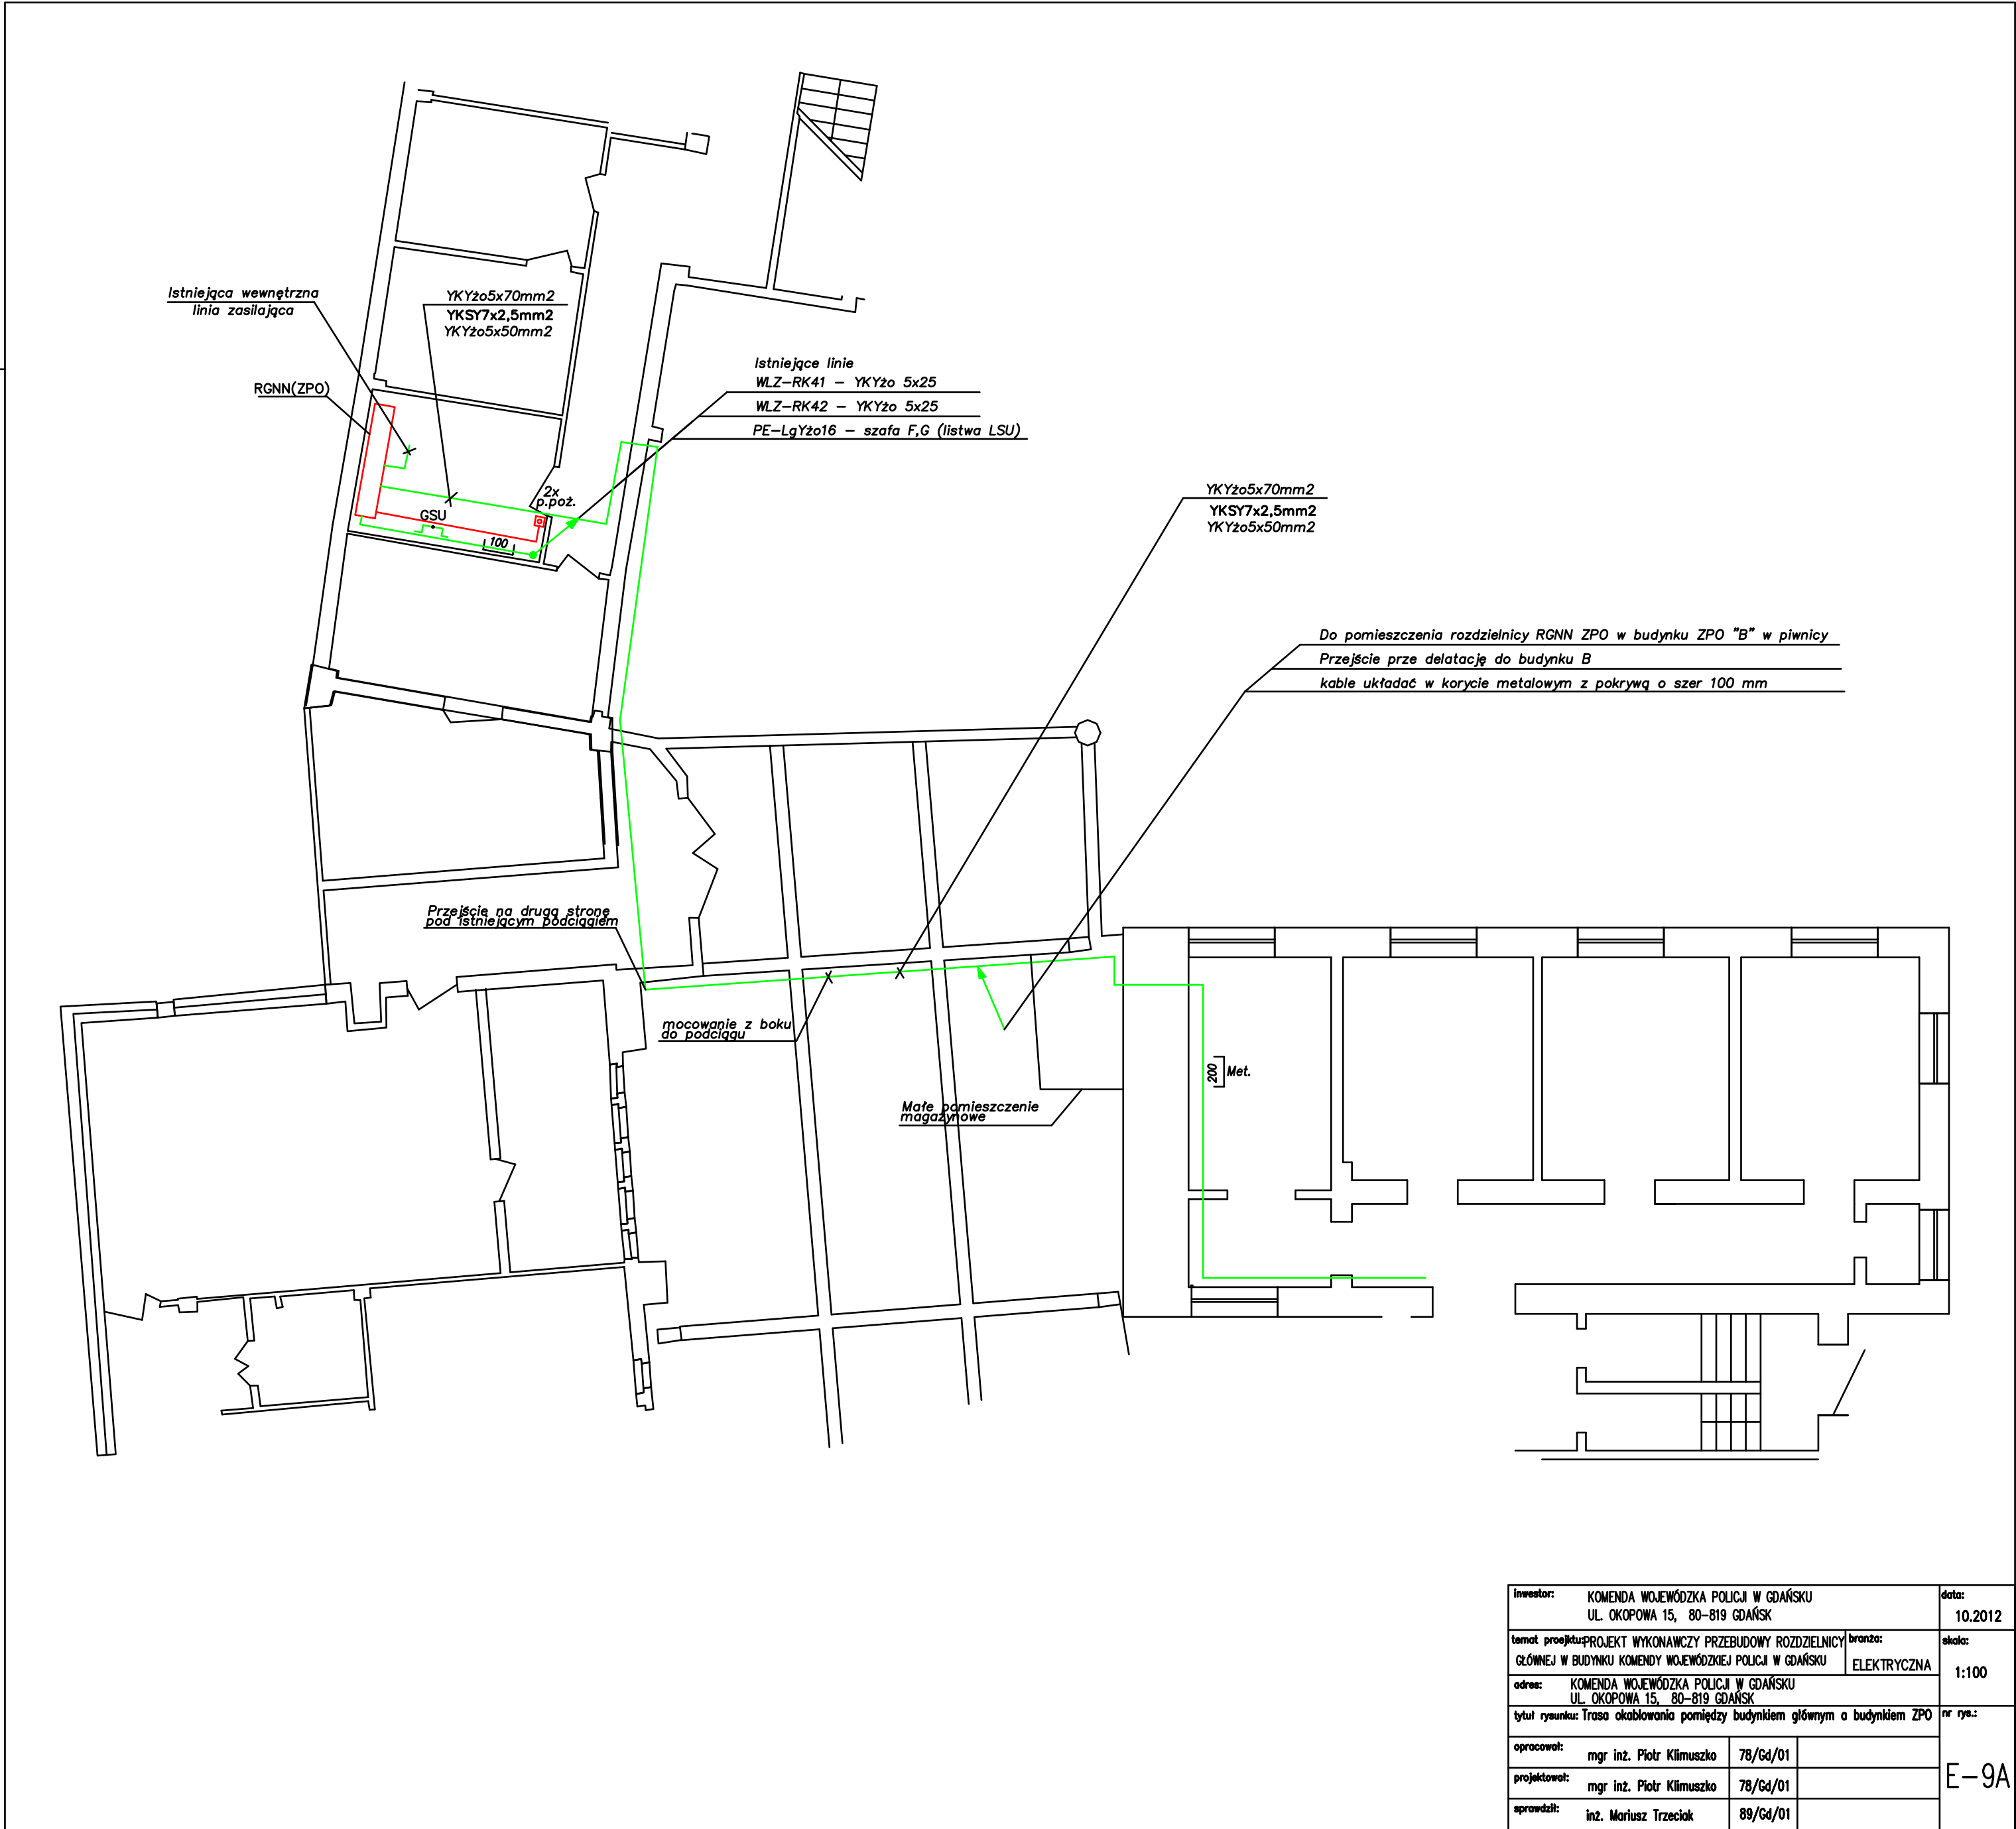 Istniejąca wewnętrzna
linia zasilająca
YKYżo5x70mm2
YKSY7x2,5mm2
YKYżo5x50mm2
RGNN(ZPO)
Istniejące linie
WLZ-RK41 - YKYżo 5x25
WLZ-RK42 - YKYżo 5x25
PE-LgYżo16 - szafa F,G (listwa LSU)
2x
p.poż.
GSU
100
YKYżo5x70mm2
YKSY7x2,5mm2
YKYżo5x50mm2
Do pomieszczenia rozdzielnicy RGNN ZPO w budynku ZPO "B" w piwnicy
Przejście prze delatację do budynku B
kable układać w korycie metalowym z pokrywą o szer 100 mm
Przejście na drugą stronę
pod istniejącym podciągiem
mocowanie z boku
do podciągu
200
Met.
Małe pomieszczenie
magazynowe
inwestor: KOMENDA WOJEWÓDZKA POLICJI W GDAŃSKU
UL. OKOPOWA 15, 80-819 GDAŃSK
data:
10.2012
temat proejktu: PROJEKT WYKONAWCZY PRZEBUDOWY ROZDZIELNICY
GŁÓWNEJ W BUDYNKU KOMENDY WOJEWÓDZKIEJ POLICJI W GDAŃSKU
branża:
ELEKTRYCZNA
skala:
1:100
adres: KOMENDA WOJEWÓDZKA POLICJI W GDAŃSKU
UL. OKOPOWA 15, 80-819 GDAŃSK
tytuł rysunku: Trasa okablowania pomiędzy budynkiem głównym a budynkiem ZPO
nr rys.:
E-9A
opracował: mgr inż. Piotr Klimuszko 78/Gd/01
projektował: mgr inż. Piotr Klimuszko 78/Gd/01
sprawdził: inż. Mariusz Trzeciak 89/Gd/01